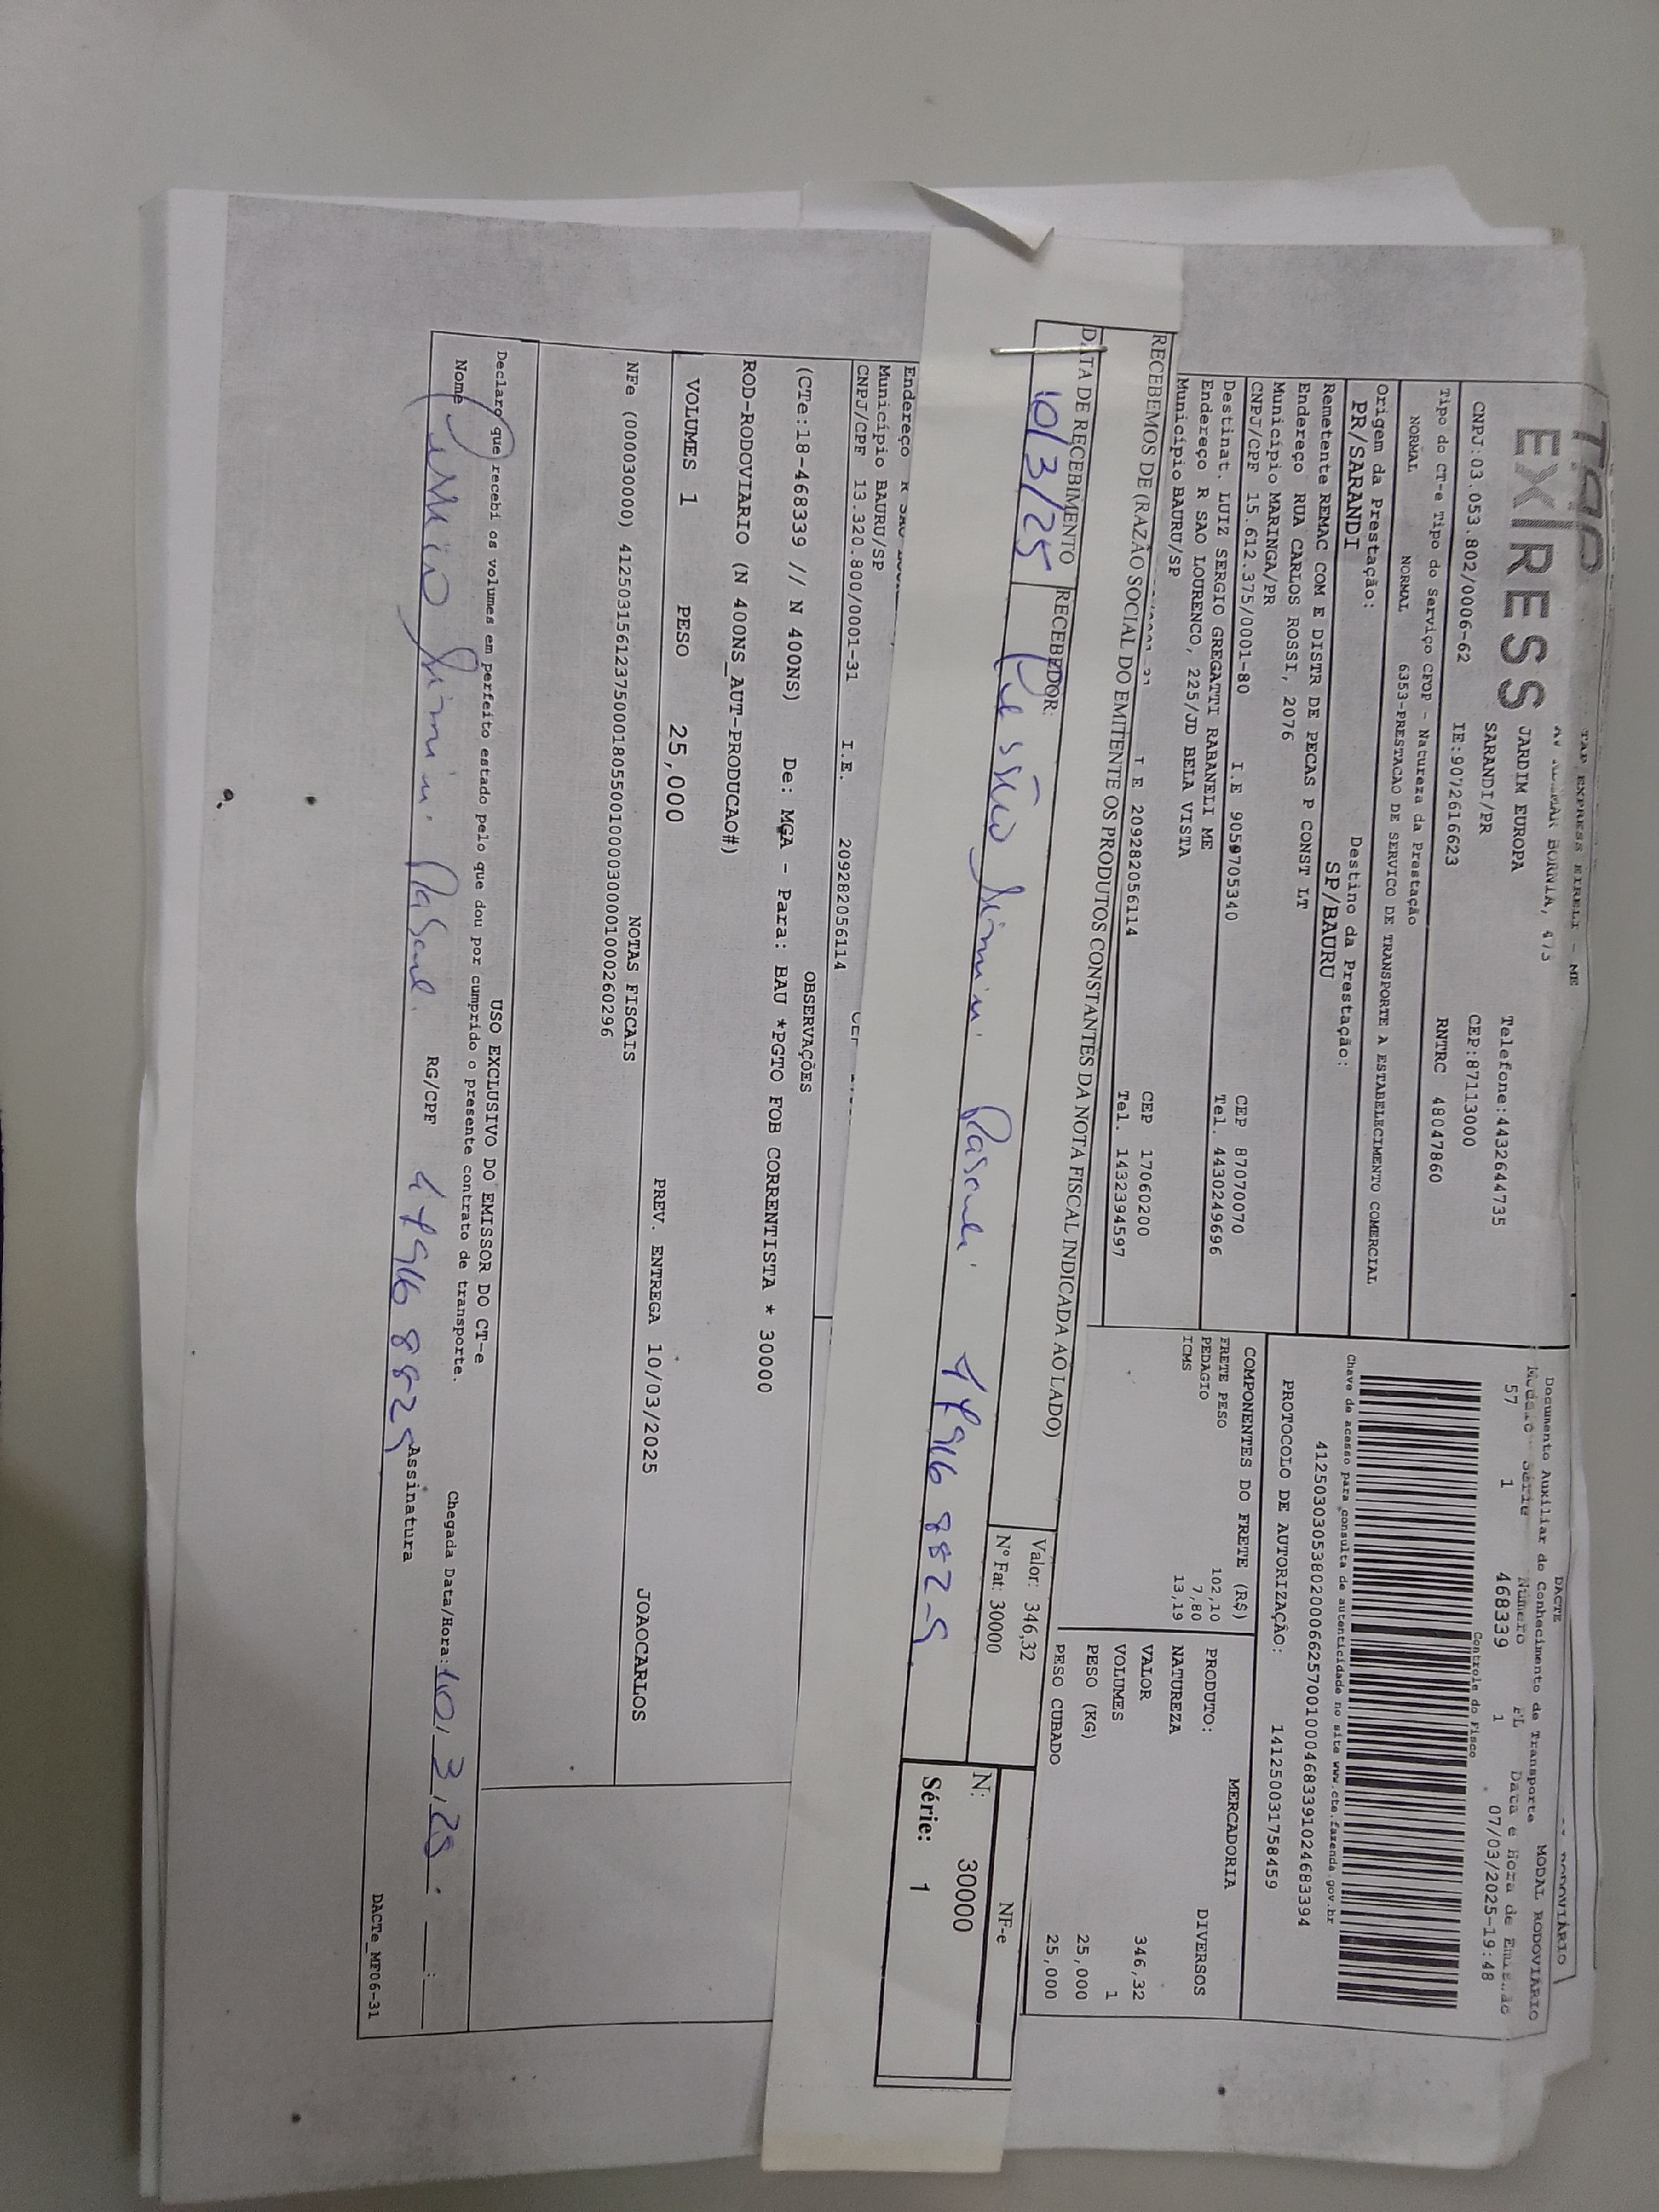 TAP
EX|RESS
TAP EXPRESS EIRELI - ME
BORNIA, 475
JARDIM EUROPA
Telefone:4432644735
SARANDI/PR
CEP:87113000
CNPJ:03.053.802/0006-62
IE:9072616623
RNTRC 48047860
Tipo do CT-e Tipo do Serviço CFOP - Natureza da Prestação
NORMAL NORMAL 6353-PRESTACAO DE SERVICO DE TRANSPORTE A ESTABELECIMENTO COMERCIAL
Origem da Prestação: Destino da Prestação:
PR/SARANDI SP/BAURU
Remetente REMAC COM E DISTR DE PECAS P CONST LT
Endereço RUA CARLOS ROSSI, 2076
Município MARINGA/PR CEP 87070070
CNPJ/CPF 15.612.375/0001-80 I.E 9059705340 Tel. 4430249696
Destinat. LUIZ SERGIO GREGATTI RABANELI ME
Endereço R SAO LOURENCO, 225/JD BELA VISTA
Município BAURU/SP CEP 17060200
I E 209282056114 Tel. 1432394597
DACTE
Documento Auxiliar do Conhecimento de Transporte
MODAL RODOVIÁRIO
Modelo Série Número FL Data e Hora de Emissão
57 1 468339 1 07/03/2025-19:48
Controle do Fisco
Chave de acesso para consulta de autenticidade no site www.cte.fazenda.gov.br
41250303053802000662570010004683391024683394
PROTOCOLO DE AUTORIZAÇÃO: 141250031758459
COMPONENTES DO FRETE (R$)
FRETE PESO 102,10
PEDAGIO 7,80
ICMS 13,19
MERCADORIA
PRODUTO: DIVERSOS
NATUREZA
VALOR 346,32
VOLUMES 1
PESO (KG) 25,000
PESO CUBADO 25,000
RECEBEMOS DE (RAZÃO SOCIAL DO EMITENTE OS PRODUTOS CONSTANTES DA NOTA FISCAL INDICADA AO LADO)
DATA DE RECEBIMENTO RECEBEDOR:
10/3/25
Valor: 346,32
Nº Fat: 30000
NF-e
N: 30000
Série: 1
Endereço
Município BAURU/SP
CNPJ/CPF 13.320.800/0001-31 I.E. 209282056114
OBSERVAÇÕES
(CTe:18-468339 // N 400NS) De: MGA - Para: BAU *PGTO FOB CORRENTISTA * 30000
ROD-RODOVIARIO (N 400NS_AUT-PRODUCAO#)
VOLUMES 1 PESO 25,000 PREV. ENTREGA 10/03/2025 JOAOCARLOS
NOTAS FISCAIS
NFe (000030000) 41250315612375000180550010000300001000260296
USO EXCLUSIVO DO EMISSOR DO CT-e
Declaro que recebi os volumes em perfeito estado pelo que dou por cumprido o presente contrato de transporte.
Nome RG/CPF Assinatura Chegada Data/Hora: 10, 3, 25
DACTe_MF06-31